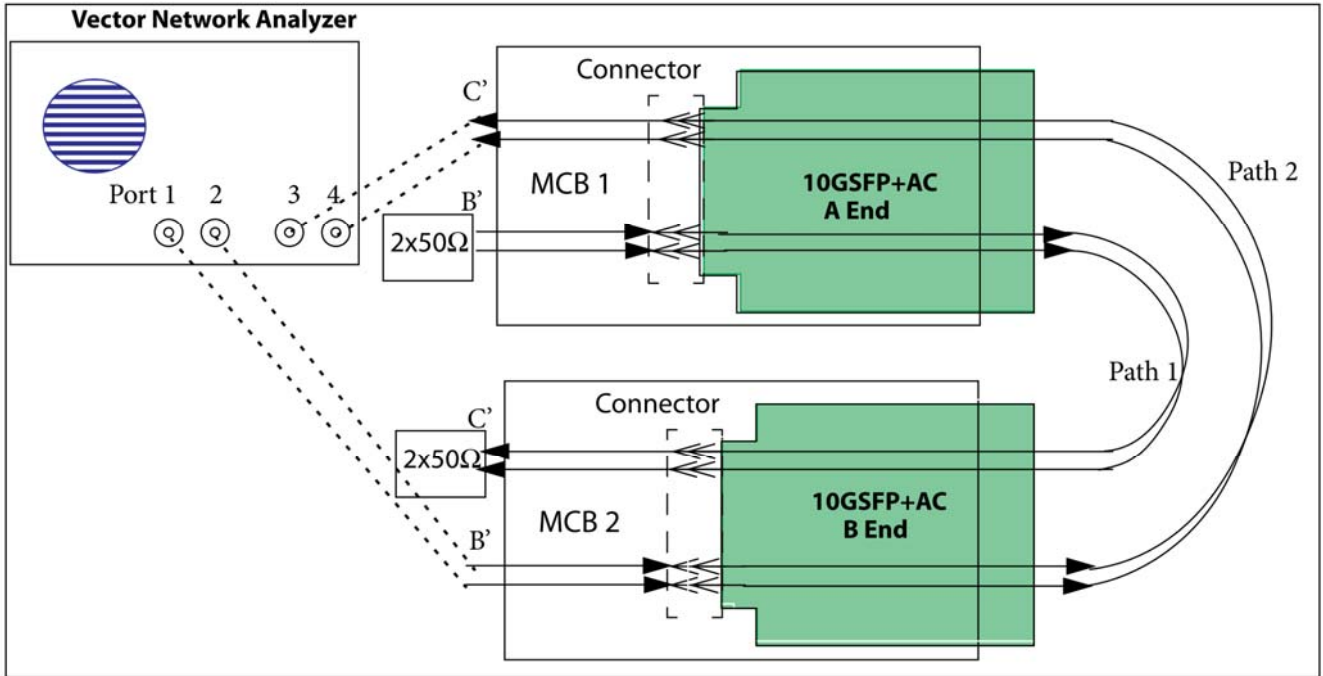 Vector Network Analyzer
Port 1
2
3
4
C'
B'
2x50Ω
Connector
MCB 1
10GSFP+AC
A End
Path 2
Path 1
Connector
C'
2x50Ω
MCB 2
B'
10GSFP+AC
B End